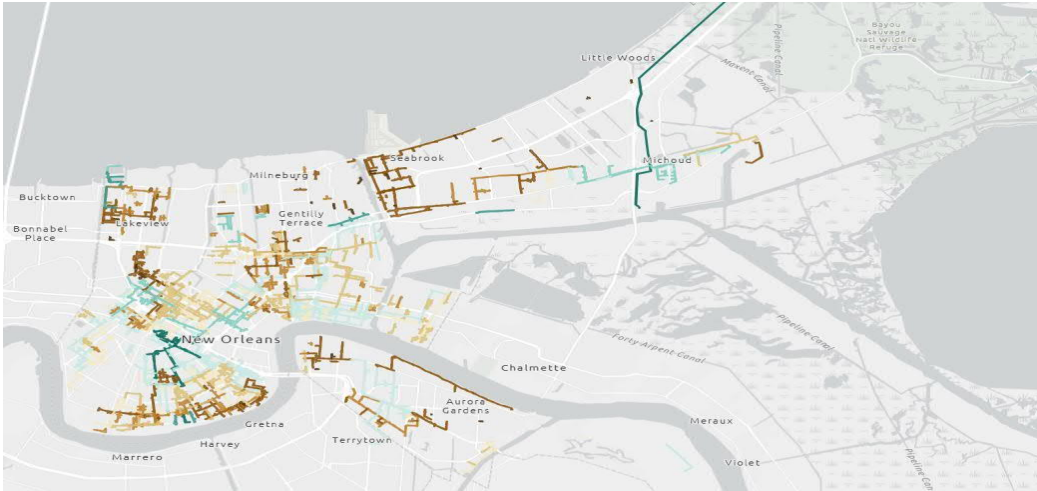 Bayou
Sauvage
Natl Wildlife
Refuge
Pipeline Canal
Little Woods
Maxent Canal
Seabrook
Michoud
Milneburg
Bucktown
Lakeview
Gentilly
Terrace
Bonnabel
Place
New Orleans
Pipeline Canal
Forty Arpent Canal
Chalmette
Aurora
Gardens
Gretna
Meraux
Harvey
Terrytown
Marrero
Violet
Pipeline Can